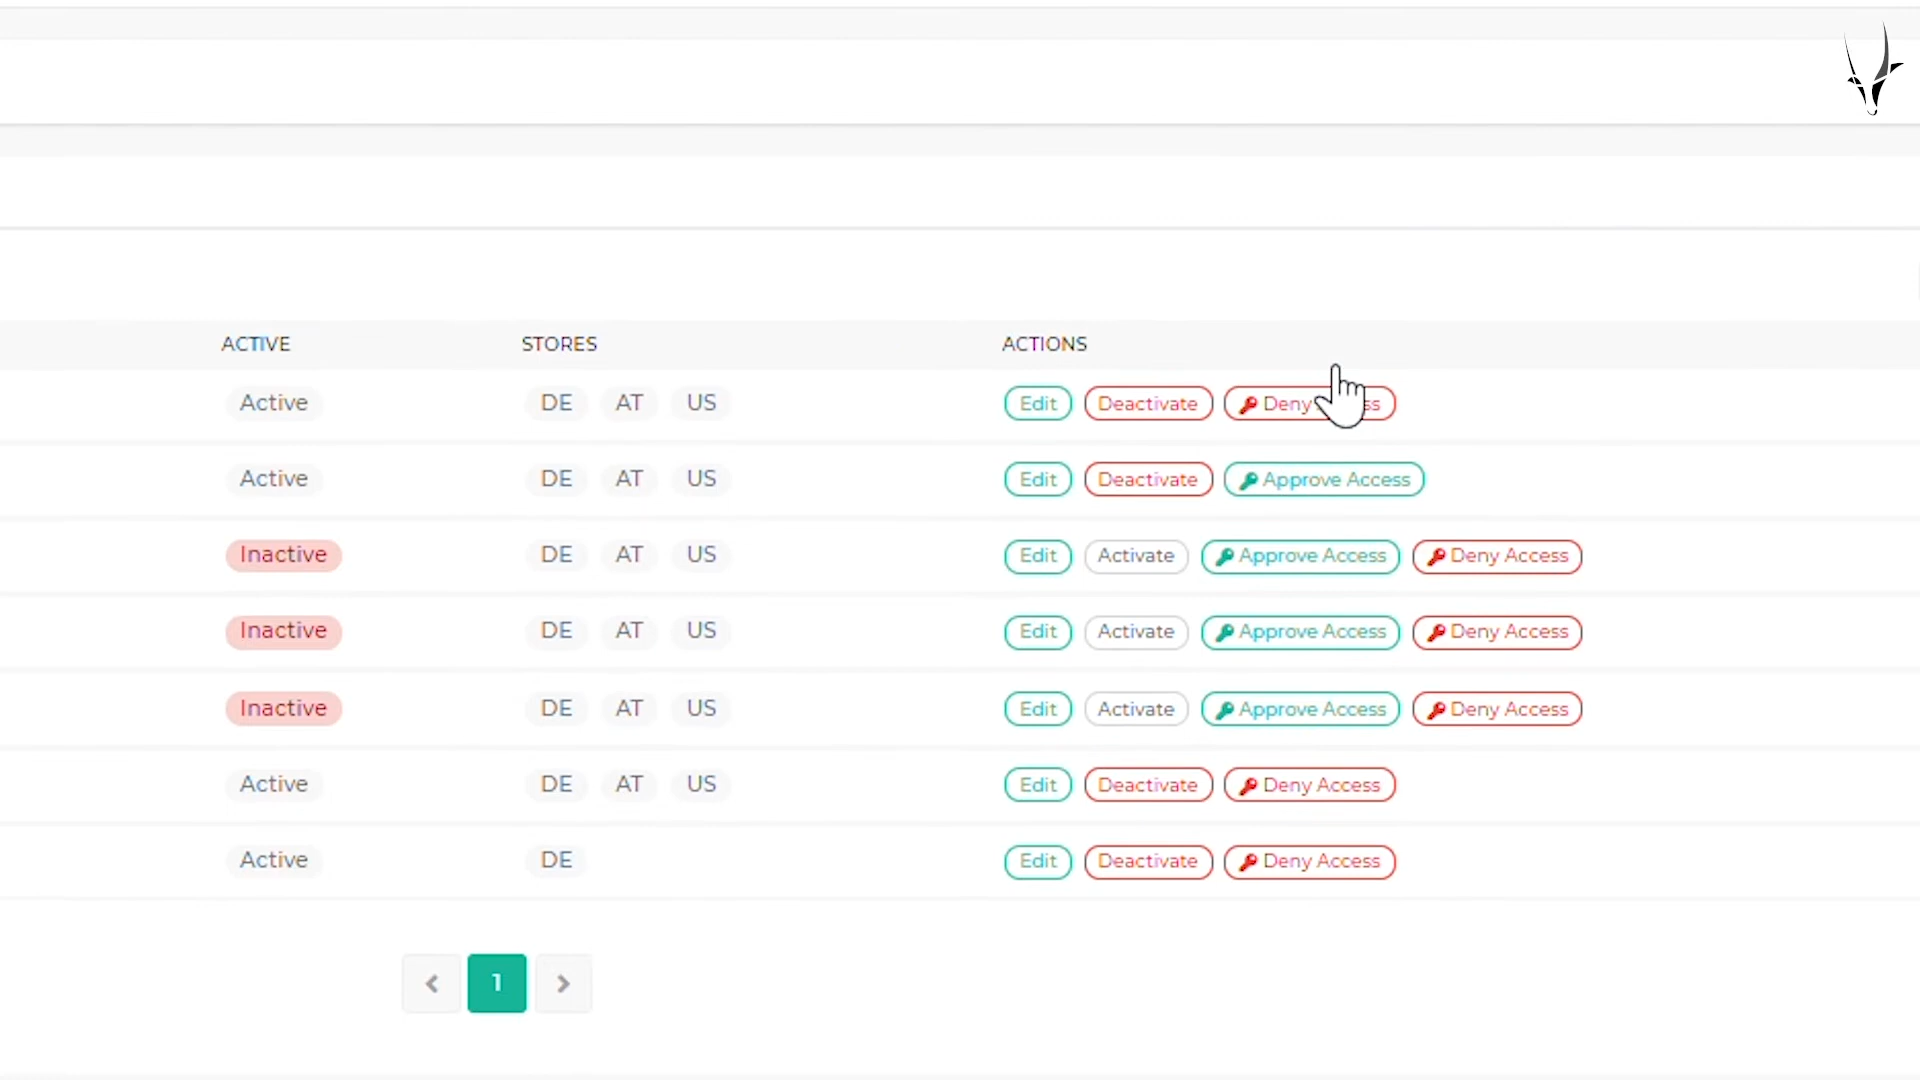 ACTIVE STORES ACTIONS
Active DE AT US Edit Deactivate Deny
Active DE AT US Edit Deactivate Approve Access
Inactive DE AT US Edit Activate Approve Access Deny Access
Inactive DE AT US Edit Activate Approve Access Deny Access
Inactive DE AT US Edit Activate Approve Access Deny Access
Active DE AT US Edit Deactivate Deny Access
Active DE Edit Deactivate Deny Access
1